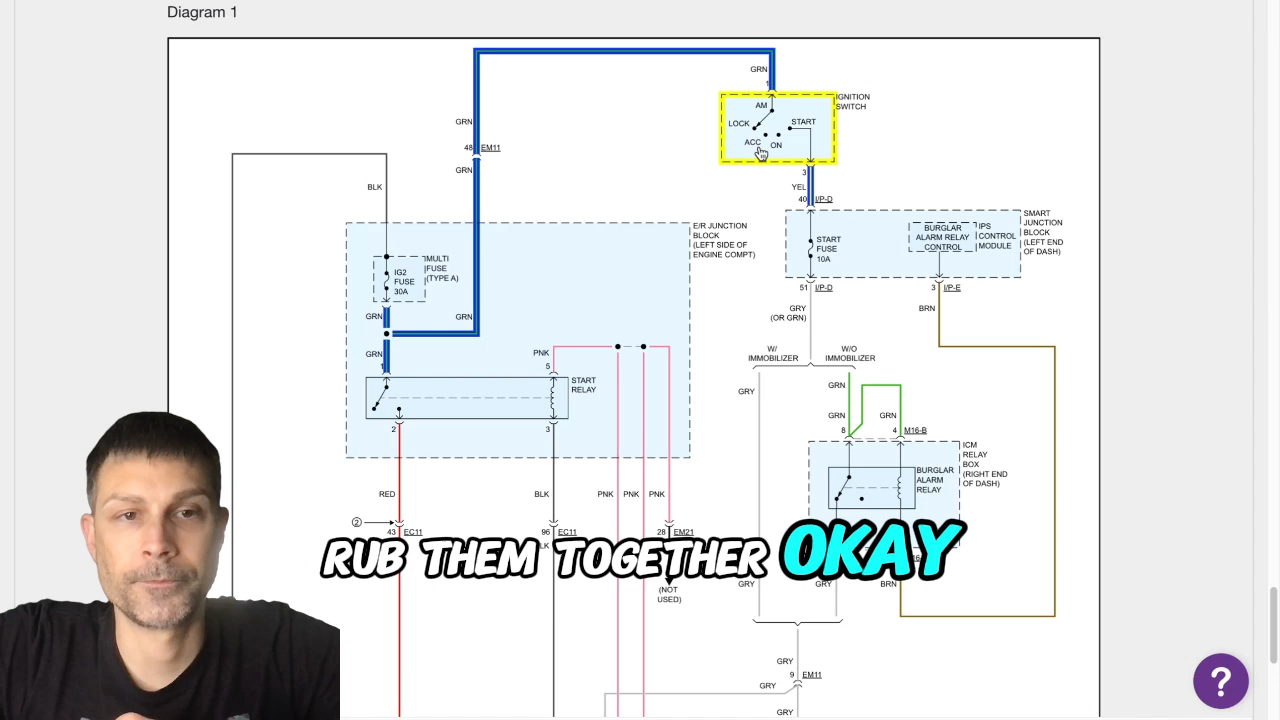 Diagram 1
GRN
1
IGNITION
SWITCH
AM
LOCK
START
ACC
ON
GRN
48 EM11
GRN
3
YEL
40 I/P-D
BLK
E/R JUNCTION
BLOCK
(LEFT SIDE OF
ENGINE COMPT)
SMART
JUNCTION
BLOCK
(LEFT END
OF DASH)
START
FUSE
10A
BURGLAR
ALARM RELAY
CONTROL
IPS
CONTROL
MODULE
MULTI
FUSE
(TYPE A)
IG2
FUSE
30A
51 I/P-D
3 I/P-E
GRN
GRN
GRY
(OR GRN)
BRN
GRN
1
PNK
5
START
RELAY
W/
IMMOBILIZER
W/O
IMMOBILIZER
GRY
GRN
GRN
GRN
8
4 M16-B
2
3
ICM
RELAY
BOX
(RIGHT END
OF DASH)
BURGLAR
ALARM
RELAY
RED
BLK
PNK
PNK
PNK
2
43 EC11
96 EC11
28 EM21
RUB THEM TOGETHER OKAY
(NOT
USED)
GRY
GRY
BRN
GRY
9 EM11
GRY
GRY
?